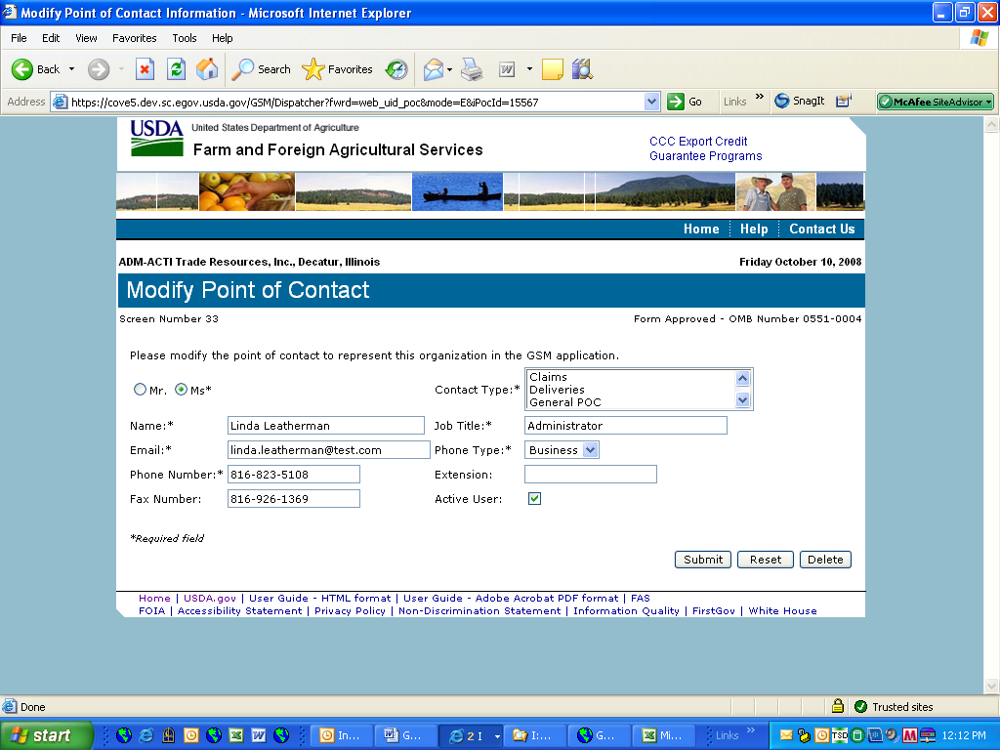 Modify Point of Contact Information - Microsoft Internet Explorer
File Edit View Favorites Tools Help
Back Search Favorites W
Address https://cove5.dev.sc.egov.usda.gov/GSM/Dispatcher?fwrd=web_uid_poc&mode=E&iPocId=15567 Go Links » SnagIt McAfee SiteAdvisor
USDA United States Department of Agriculture
Farm and Foreign Agricultural Services
CCC Export Credit
Guarantee Programs
Home Help Contact Us
ADM-ACTI Trade Resources, Inc., Decatur, Illinois Friday October 10, 2008
Modify Point of Contact
Screen Number 33 Form Approved - OMB Number 0551-0004
Please modify the point of contact to represent this organization in the GSM application.
Mr. Ms* Contact Type:*
Claims
Deliveries
General POC
Name:* Linda Leatherman Job Title:* Administrator
Email:* linda.leatherman@test.com Phone Type:* Business
Phone Number:* 816-823-5108 Extension:
Fax Number: 816-926-1369 Active User:
*Required field
Submit Reset Delete
Home | USDA.gov | User Guide - HTML format | User Guide - Adobe Acrobat PDF format | FAS
FOIA | Accessibility Statement | Privacy Policy | Non-Discrimination Statement | Information Quality | FirstGov | White House
Done Trusted sites
start In... G... 2 I I:... G... Mi... Links » TSD 12:12 PM